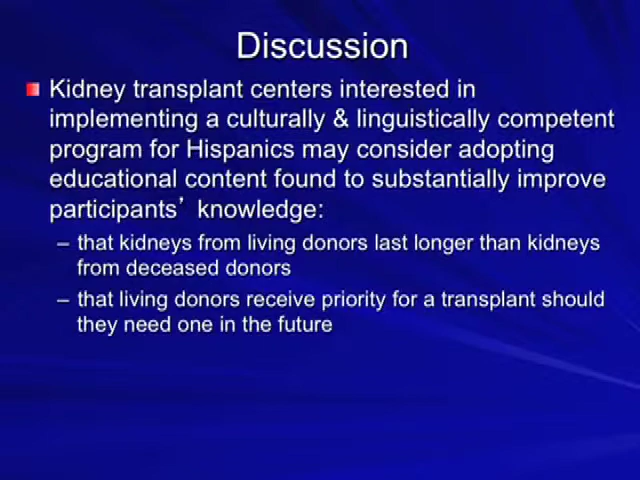 Discussion
Kidney transplant centers interested in
implementing a culturally & linguistically competent
program for Hispanics may consider adopting
educational content found to substantially improve
participants’ knowledge:
– that kidneys from living donors last longer than kidneys
from deceased donors
– that living donors receive priority for a transplant should
they need one in the future